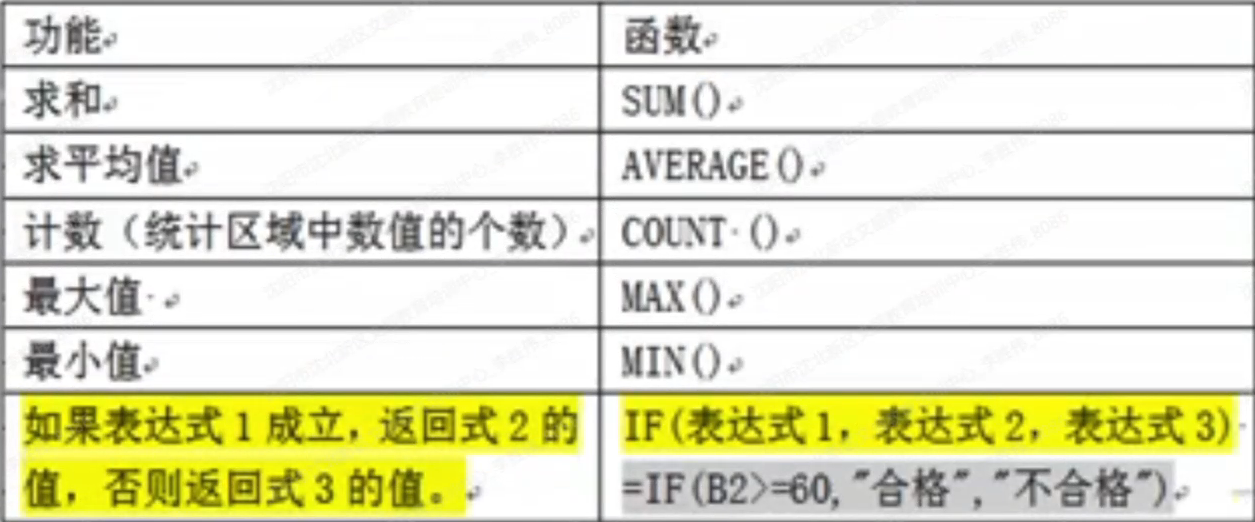 功能
函数
求和
SUM()
求平均值
AVERAGE()
计数（统计区域中数值的个数）
COUNT ()
最大值
MAX()
最小值
MIN()
如果表达式1成立，返回式2的
值，否则返回式3的值。
IF(表达式1，表达式2，表达式3)
=IF(B2>=60,"合格","不合格")